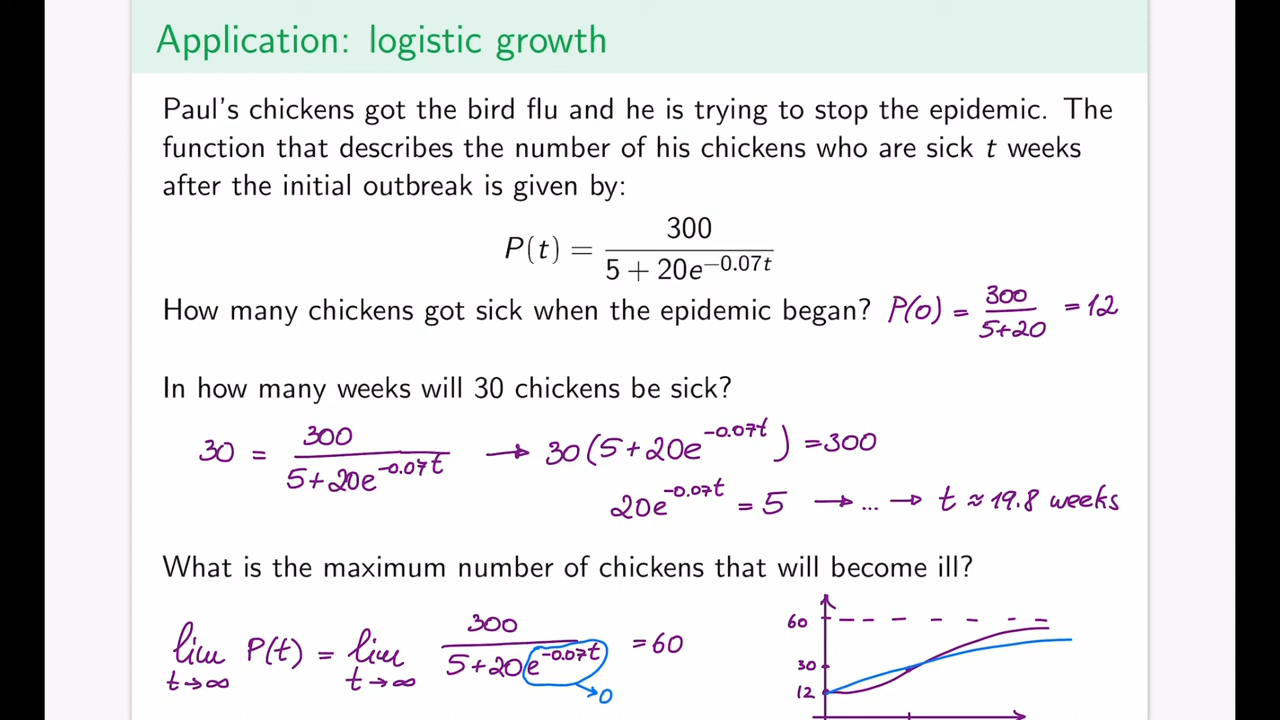 Application: logistic growth
Paul's chickens got the bird flu and he is trying to stop the epidemic. The
function that describes the number of his chickens who are sick t weeks
after the initial outbreak is given by:
P(t) = 300 / (5 + 20e^{-0.07t})
How many chickens got sick when the epidemic began? P(0) = 300 / (5+20) = 12
In how many weeks will 30 chickens be sick?
30 = 300 / (5+20e^{-0.07t}) → 30(5+20e^{-0.07t}) = 300
20e^{-0.07t} = 5 → ... → t ≈ 19.8 weeks
What is the maximum number of chickens that will become ill?
lim t→∞ P(t) = lim t→∞ 300 / (5+20e^{-0.07t}) = 60
→0
60
30
12